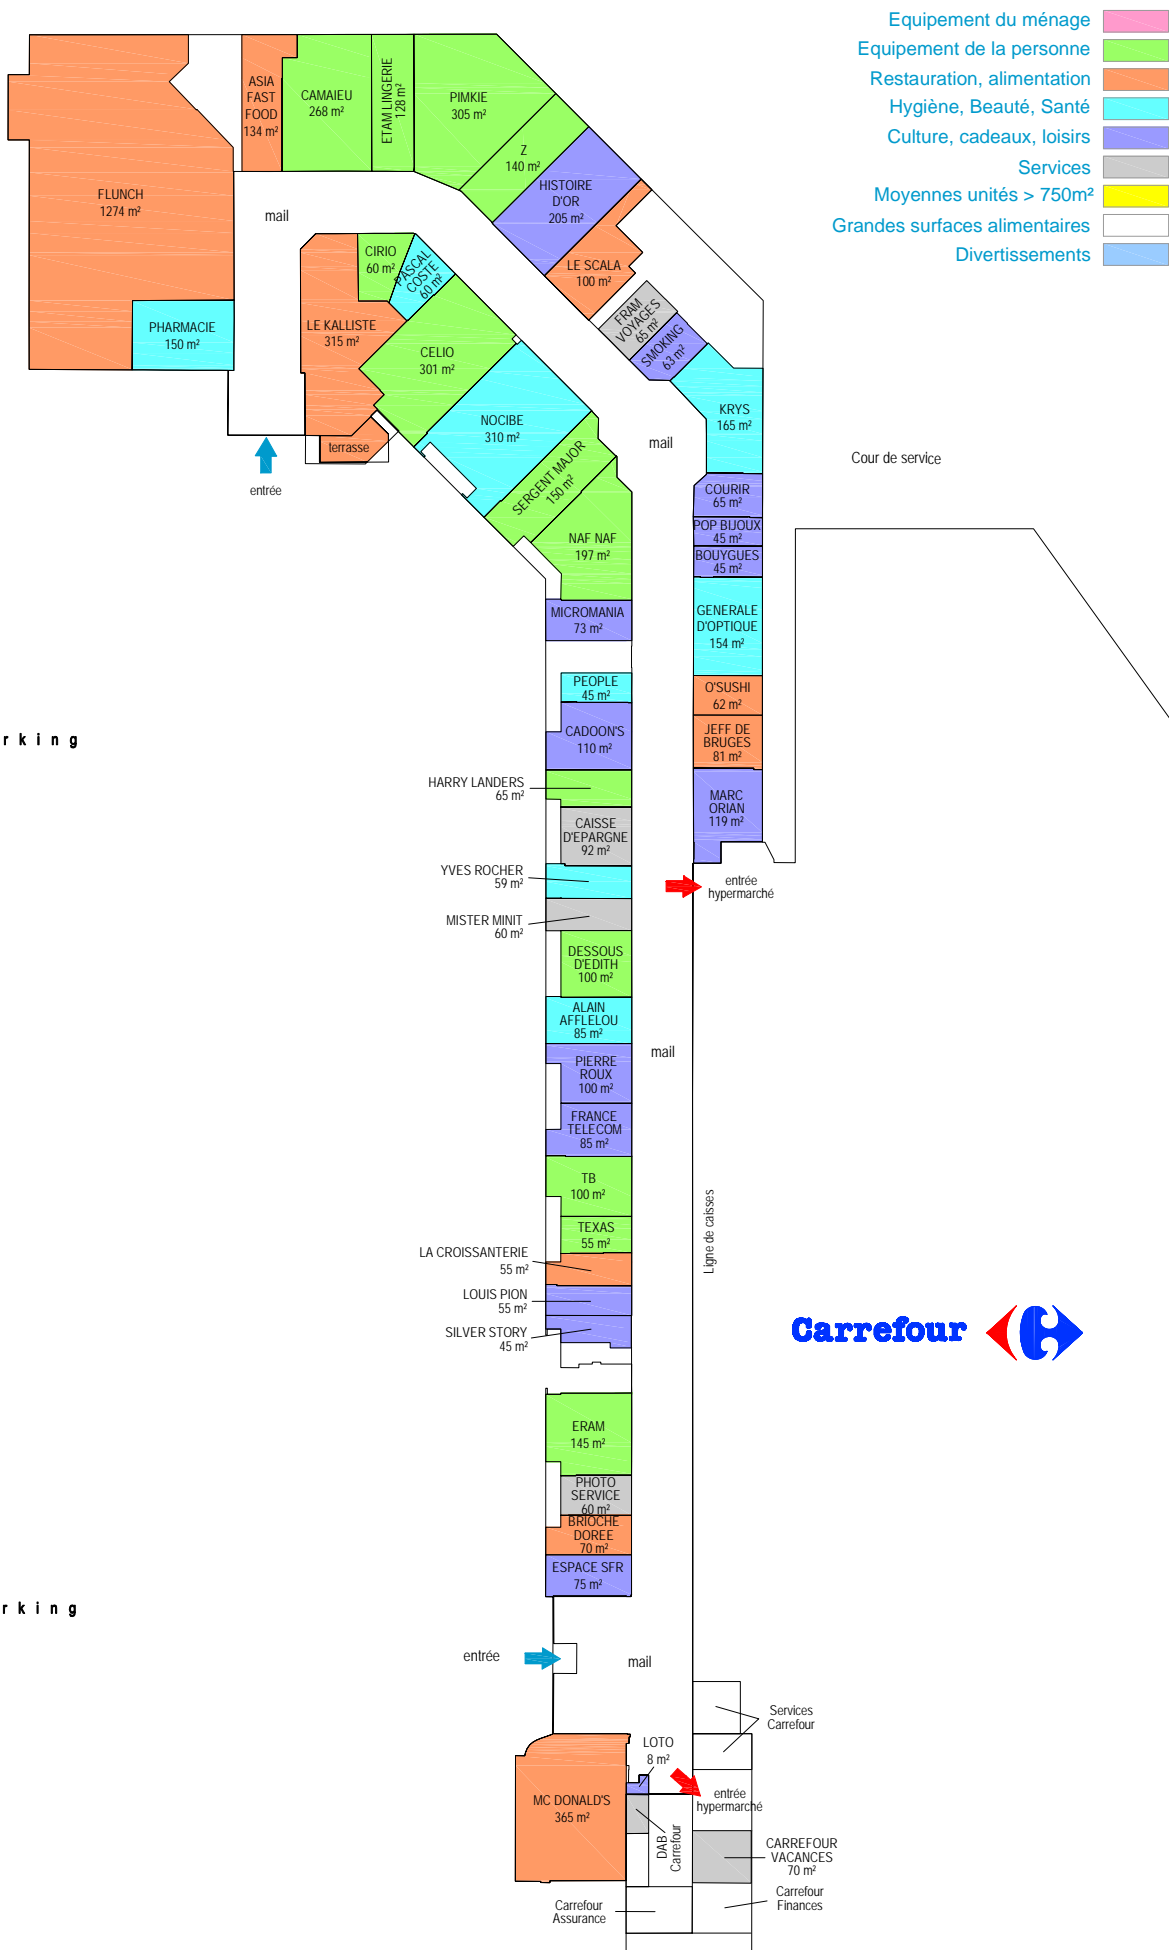 Equipement du ménage
Equipement de la personne
Restauration, alimentation
Hygiène, Beauté, Santé
Culture, cadeaux, loisirs
Services
Moyennes unités > 750m²
Grandes surfaces alimentaires
Divertissements
ASIA
FAST
FOOD
134 m²
CAMAIEU
268 m²
ETAM LINGERIE
128 m²
PIMKIE
305 m²
Z
140 m²
HISTOIRE
D'OR
205 m²
FLUNCH
1274 m²
mail
LE SCALA
100 m²
CIRIO
60 m²
PASCAL
COSTE
60 m²
FRAM
VOYAGES
65 m²
SMOKING
63 m²
PHARMACIE
150 m²
LE KALLISTE
315 m²
CELIO
301 m²
NOCIBE
310 m²
KRYS
165 m²
terrasse
mail
Cour de service
entrée
SERGENT MAJOR
150 m²
COURIR
65 m²
POP BIJOUX
45 m²
BOUYGUES
45 m²
NAF NAF
197 m²
MICROMANIA
73 m²
GENERALE
D'OPTIQUE
154 m²
PEOPLE
45 m²
O'SUSHI
62 m²
CADOON'S
110 m²
JEFF DE
BRUGES
81 m²
rking
HARRY LANDERS
65 m²
MARC
ORIAN
119 m²
CAISSE
D'EPARGNE
92 m²
YVES ROCHER
59 m²
entrée
hypermarché
MISTER MINIT
60 m²
DESSOUS
D'EDITH
100 m²
ALAIN
AFFLELOU
85 m²
mail
PIERRE
ROUX
100 m²
FRANCE
TELECOM
85 m²
TB
100 m²
TEXAS
55 m²
Ligne de caisses
LA CROISSANTERIE
55 m²
LOUIS PION
55 m²
SILVER STORY
45 m²
Carrefour
ERAM
145 m²
PHOTO
SERVICE
60 m²
BRIOCHE
DOREE
70 m²
ESPACE SFR
75 m²
rking
entrée
mail
Services
Carrefour
LOTO
8 m²
MC DONALD'S
365 m²
entrée
hypermarché
DAB
Carrefour
CARREFOUR
VACANCES
70 m²
Carrefour
Assurance
Carrefour
Finances